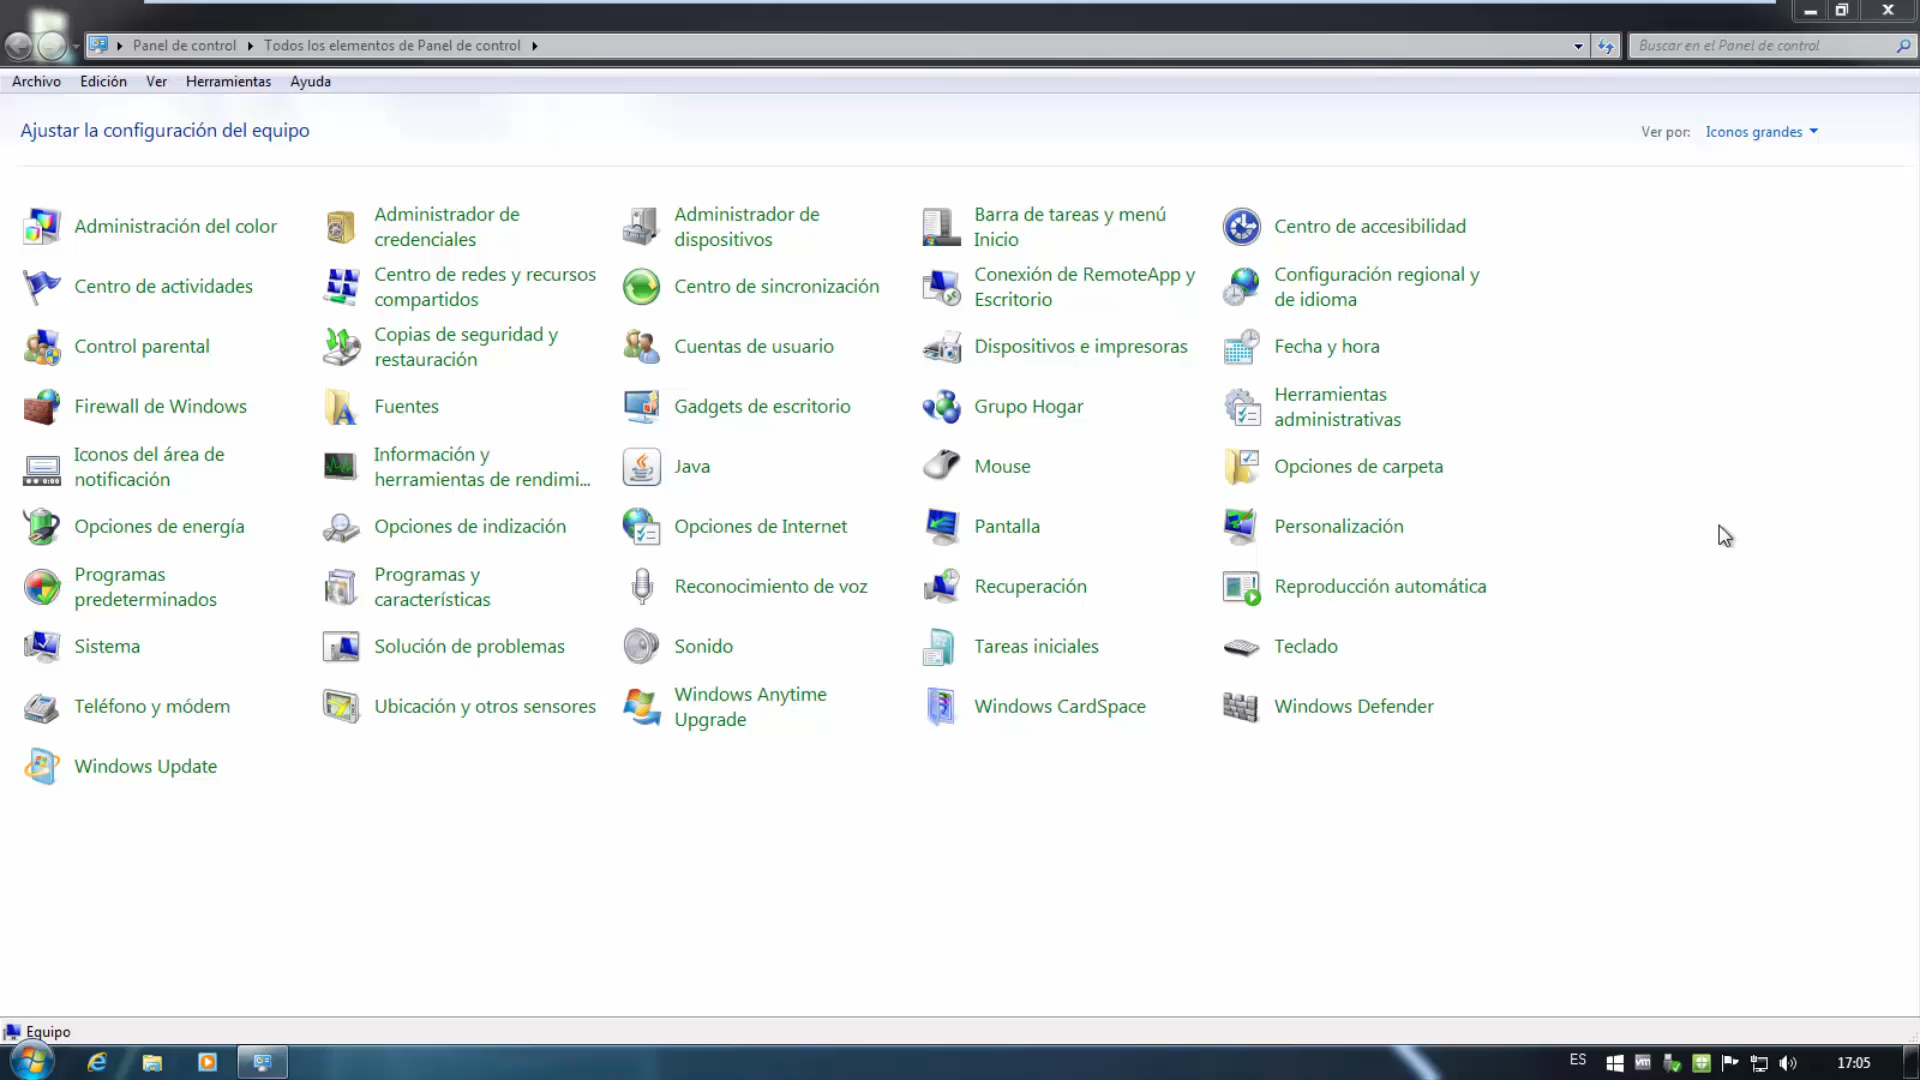 Panel de control
Todos los elementos de Panel de control
Buscar en el Panel de control
Archivo
Edición
Ver
Herramientas
Ayuda
Ajustar la configuración del equipo
Ver por:
Iconos grandes
Administración del color
Administrador de
credenciales
Administrador de
dispositivos
Barra de tareas y menú
Inicio
Centro de accesibilidad
Centro de actividades
Centro de redes y recursos
compartidos
Centro de sincronización
Conexión de RemoteApp y
Escritorio
Configuración regional y
de idioma
Control parental
Copias de seguridad y
restauración
Cuentas de usuario
Dispositivos e impresoras
Fecha y hora
Firewall de Windows
Fuentes
Gadgets de escritorio
Grupo Hogar
Herramientas
administrativas
Iconos del área de
notificación
Información y
herramientas de rendimi...
Java
Mouse
Opciones de carpeta
Opciones de energía
Opciones de indización
Opciones de Internet
Pantalla
Personalización
Programas
predeterminados
Programas y
características
Reconocimiento de voz
Recuperación
Reproducción automática
Sistema
Solución de problemas
Sonido
Tareas iniciales
Teclado
Teléfono y módem
Ubicación y otros sensores
Windows Anytime
Upgrade
Windows CardSpace
Windows Defender
Windows Update
Equipo
ES
vm
17:05